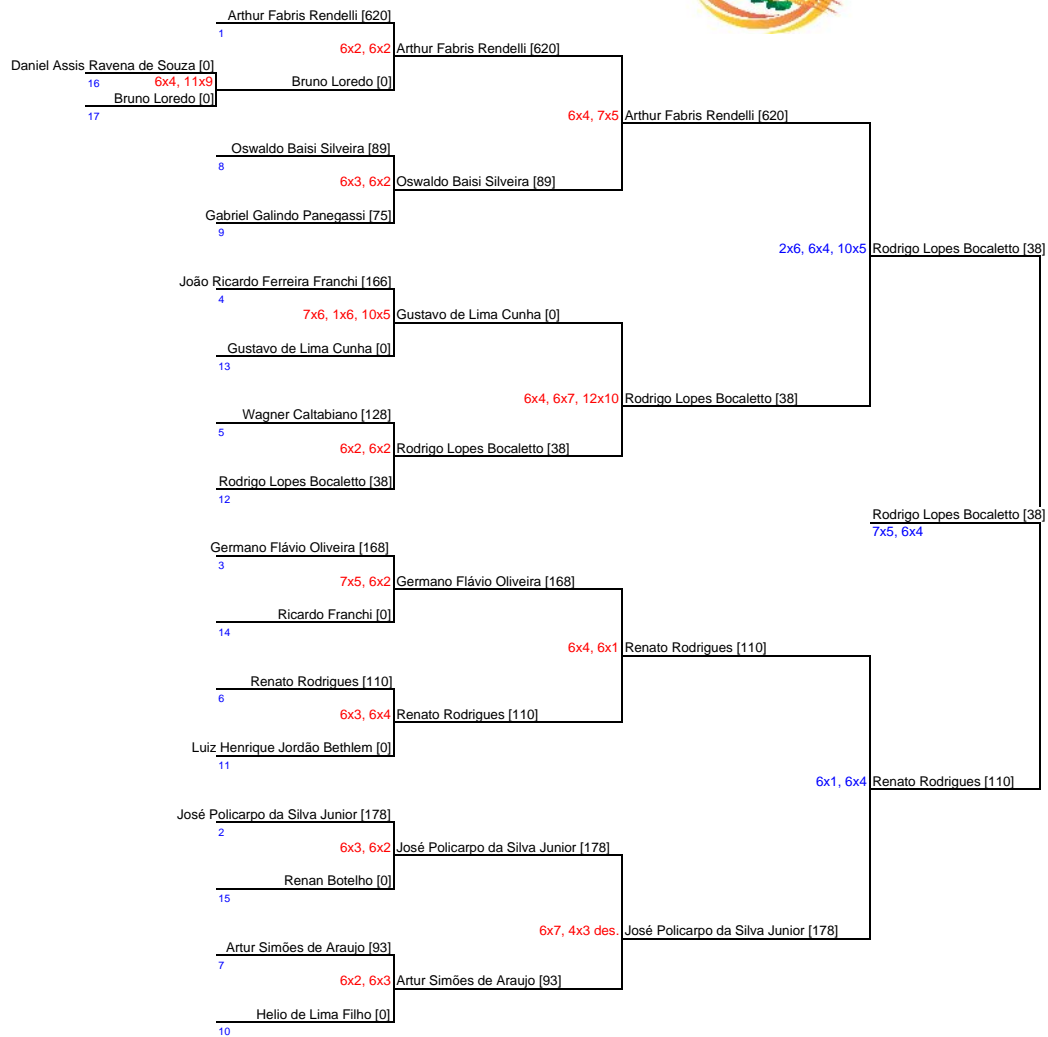 Arthur Fabris Rendelli [620]
1
6x2, 6x2 Arthur Fabris Rendelli [620]
Daniel Assis Ravena de Souza [0]
16 6x4, 11x9 Bruno Loredo [0]
Bruno Loredo [0]
17
6x4, 7x5 Arthur Fabris Rendelli [620]
Oswaldo Baisi Silveira [89]
8
6x3, 6x2 Oswaldo Baisi Silveira [89]
Gabriel Galindo Panegassi [75]
9
2x6, 6x4, 10x5 Rodrigo Lopes Bocaletto [38]
João Ricardo Ferreira Franchi [166]
4
7x6, 1x6, 10x5 Gustavo de Lima Cunha [0]
Gustavo de Lima Cunha [0]
13
6x4, 6x7, 12x10 Rodrigo Lopes Bocaletto [38]
Wagner Caltabiano [128]
5
6x2, 6x2 Rodrigo Lopes Bocaletto [38]
Rodrigo Lopes Bocaletto [38]
12
Rodrigo Lopes Bocaletto [38]
7x5, 6x4
Germano Flávio Oliveira [168]
3
7x5, 6x2 Germano Flávio Oliveira [168]
Ricardo Franchi [0]
14
6x4, 6x1 Renato Rodrigues [110]
Renato Rodrigues [110]
6
6x3, 6x4 Renato Rodrigues [110]
Luiz Henrique Jordão Bethlem [0]
11
6x1, 6x4 Renato Rodrigues [110]
José Policarpo da Silva Junior [178]
2
6x3, 6x2 José Policarpo da Silva Junior [178]
Renan Botelho [0]
15
6x7, 4x3 des. José Policarpo da Silva Junior [178]
Artur Simões de Araujo [93]
7
6x2, 6x3 Artur Simões de Araujo [93]
Helio de Lima Filho [0]
10